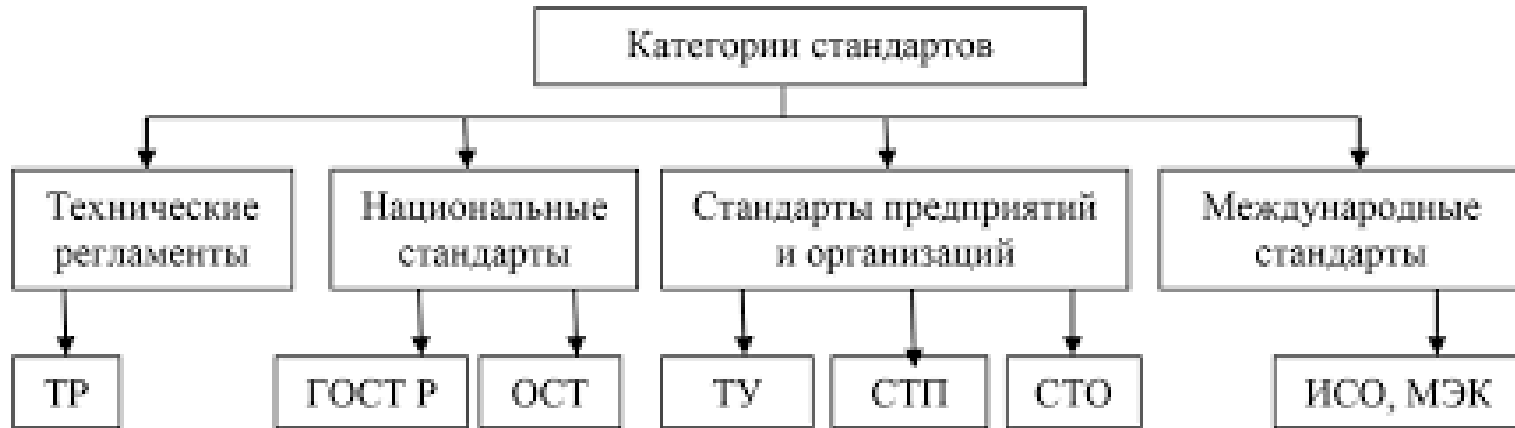 Категории стандартов
Технические
регламенты
Национальные
стандарты
Стандарты предприятий
и организаций
Международные
стандарты
ТР
ГОСТ Р
ОСТ
ТУ
СТП
СТО
ИСО, МЭК